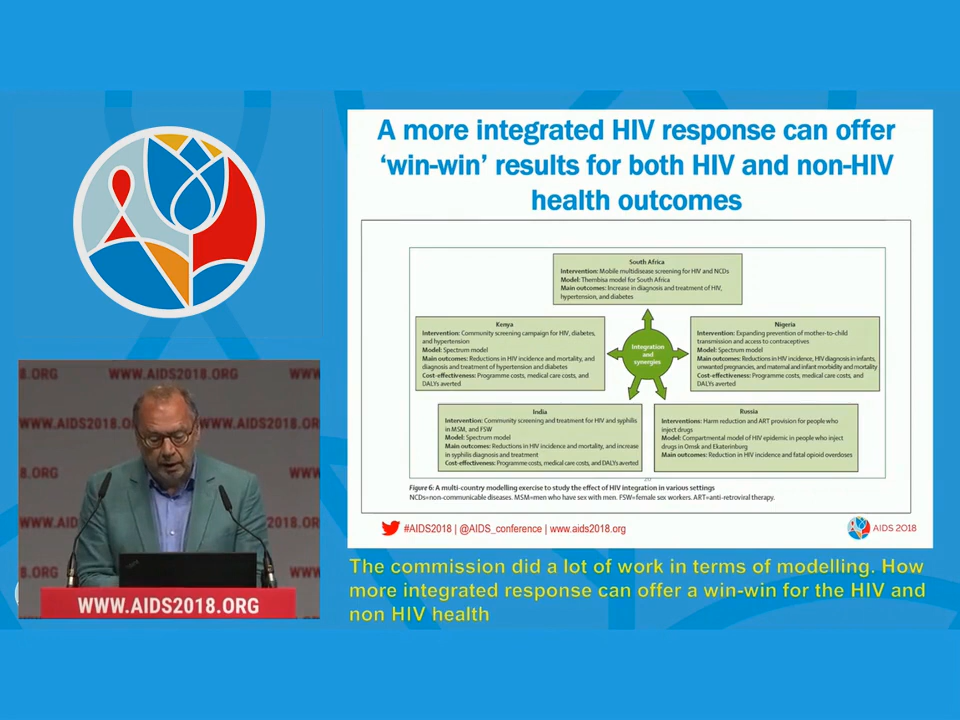 A more integrated HIV response can offer
‘win-win’ results for both HIV and non-HIV
health outcomes
South Africa
Intervention: Mobile multidisease screening for HIV and NCDs
Model: Thembisa model for South Africa
Main outcomes: Increase in diagnosis and treatment of HIV,
hypertension, and diabetes
Kenya
Intervention: Community screening campaign for HIV, diabetes,
and hypertension
Model: Spectrum model
Main outcomes: Reductions in HIV incidence and mortality, and
diagnosis and treatment of hypertension and diabetes
Cost-effectiveness: Programme costs, medical care costs, and
DALYs averted
Integration
and
synergies
Nigeria
Intervention: Expanding prevention of mother-to-child
transmission and access to contraceptives
Model: Spectrum model
Main outcomes: Reductions in HIV incidence, HIV diagnosis in infants,
unwanted pregnancies, and maternal and infant morbidity and mortality
Cost-effectiveness: Programme costs, medical care costs, and
DALYs averted
India
Intervention: Community screening and treatment for HIV and syphilis
in MSM, and FSW
Model: Spectrum model
Main outcomes: Reductions in HIV incidence and mortality, and increase
in syphilis diagnosis and treatment
Cost-effectiveness: Programme costs, medical care costs, and DALYs averted
Russia
Interventions: Harm reduction and ART provision for people who
inject drugs
Model: Compartmental model of HIV epidemic in people who inject
drugs in Omsk and Ekaterinburg
Main outcomes: Reduction in HIV incidence and fatal opioid overdoses
Figure 6: A multi-country modelling exercise to study the effect of HIV integration in various settings
NCDs=non-communicable diseases. MSM=men who have sex with men. FSW=female sex workers. ART=anti-retroviral therapy.
#AIDS2018 | @AIDS_conference | www.aids2018.org
AIDS 2018
8.ORG WWW.AIDS2018.ORG WWW
WWW.AID
2018.ORG
8.ORG
WWW.AIDS2018.ORG
The commission did a lot of work in terms of modelling. How
more integrated response can offer a win-win for the HIV and
non HIV health